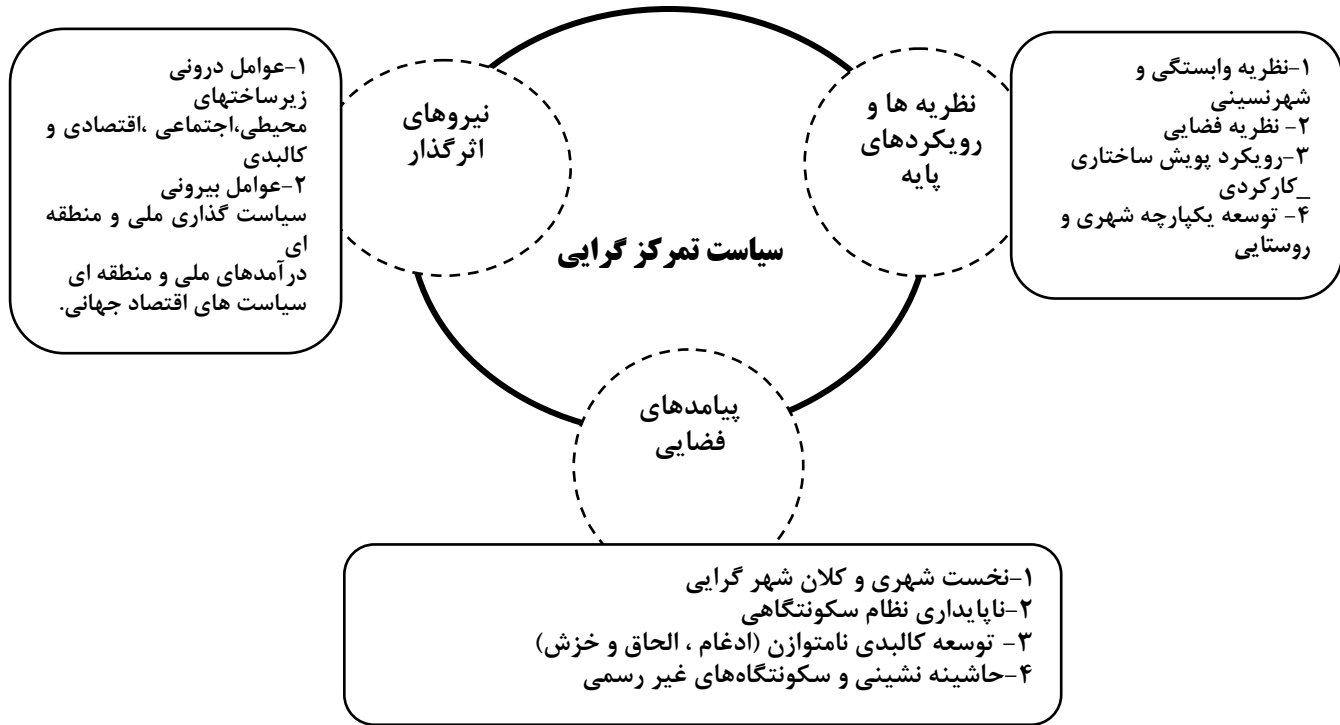 نظریه ها و
رویکردهای
پایه
۱-نظریه وابستگی و
شهرنسینی
۲- نظریه فضایی
۳-رویکرد پویش ساختاری
_کارکردی
۴- توسعه یکپارچه شهری و
روستایی
نیروهای
اثرگذار
۱-عوامل درونی
زیرساختهای
محیطی،اجتماعی ،اقتصادی و
کالبدی
۲-عوامل بیرونی
سیاست گذاری ملی و منطقه
ای
درآمدهای ملی و منطقه ای
سیاست های اقتصاد جهانی.
سیاست تمرکز گرایی
پیامدهای
فضایی
۱-نخست شهری و کلان شهر گرایی
۲-ناپایداری نظام سکونتگاهی
۳- توسعه کالبدی نامتوازن (ادغام ، الحاق و خزش)
۴-حاشینه نشینی و سکونتگاه‌های غیر رسمی